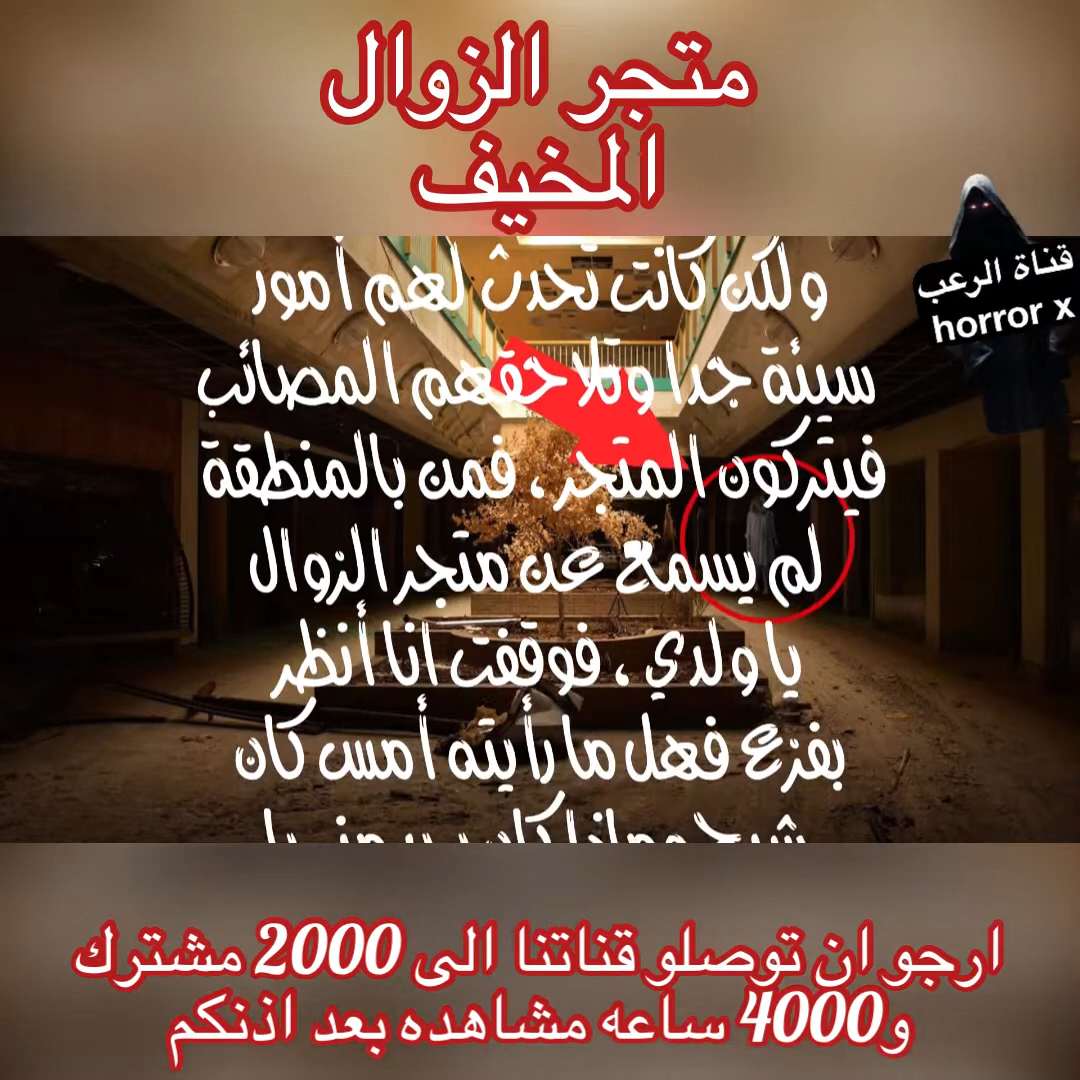 متجر الزوال
المخيف
قناة الرعب
horror x
ولكن كانت تحدث لهم أمور
سيئة جدا وتلاحقهم المصائب
فيتركون المتجر، فمن بالمنطقة
لم يسمع عن متجر الزوال
يا ولدي، فوقفت انا أنظر
بفزع فهل ما رأيته أمس كان
ارجو ان توصلو قناتنا الى 2000 مشترك
و4000 ساعه مشاهده بعد اذنكم